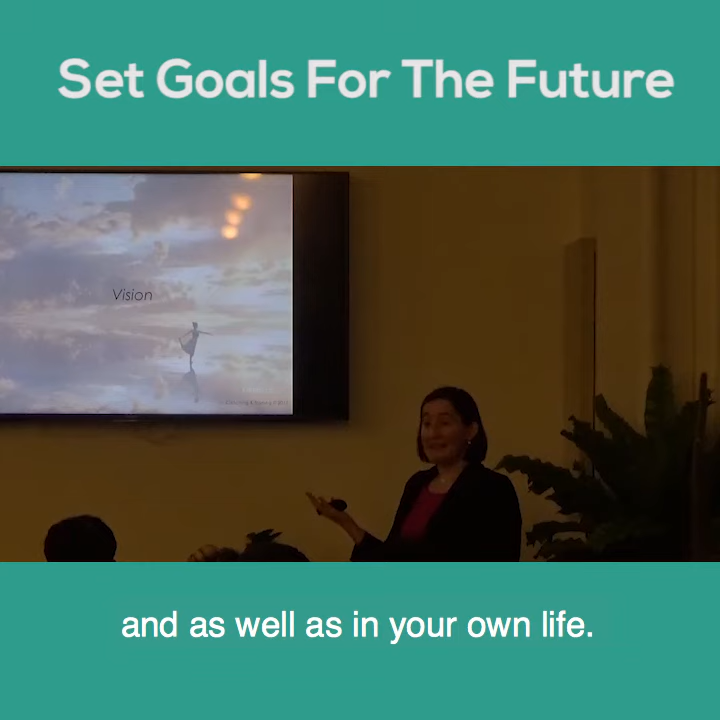 Set Goals For The Future
Vision
and as well as in your own life.